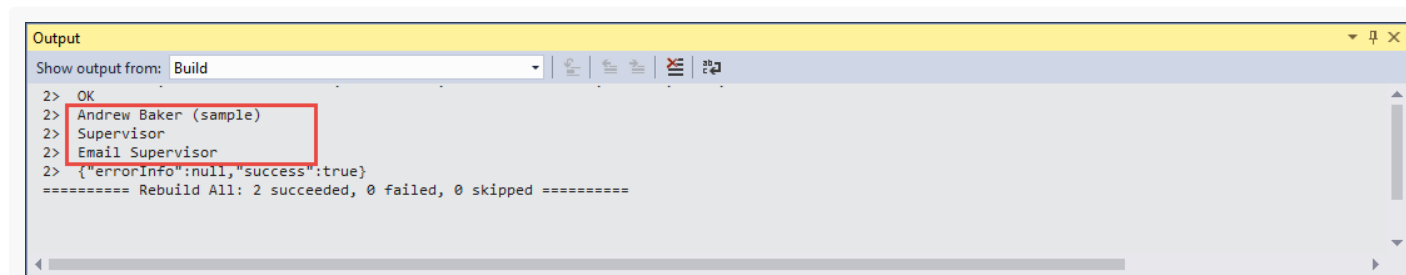 Output
Show output from: Build
2> OK
2> Andrew Baker (sample)
2> Supervisor
2> Email Supervisor
2> {"errorInfo":null,"success":true}
========== Rebuild All: 2 succeeded, 0 failed, 0 skipped ==========